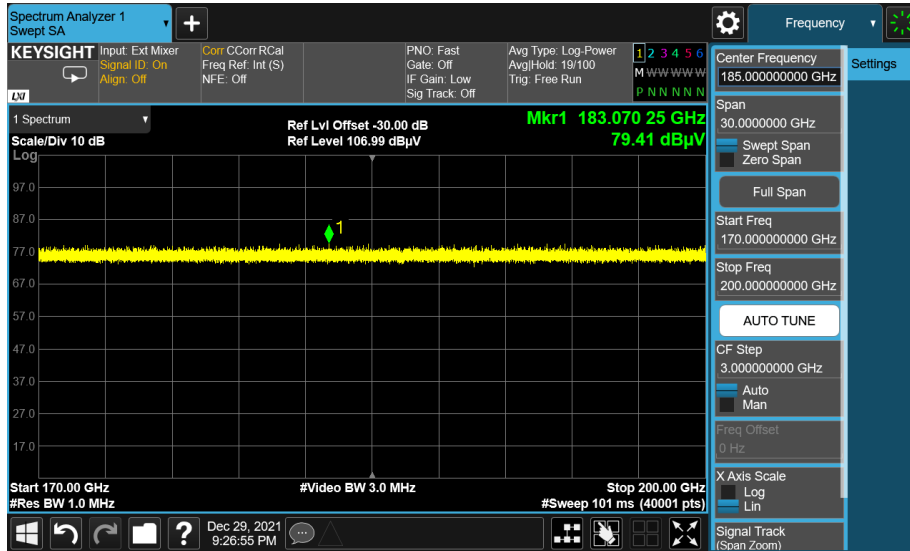 Spectrum Analyzer 1
Swept SA
Frequency
KEYSIGHT
LXI
Input: Ext Mixer
Signal ID: On
Align: Off
Corr CCorr RCal
Freq Ref: Int (S)
NFE: Off
PNO: Fast
Gate: Off
IF Gain: Low
Sig Track: Off
Avg Type: Log-Power
Avg|Hold: 19/100
Trig: Free Run
1 2 3 4 5 6
M W W W W W
P N N N N N
1 Spectrum
Scale/Div 10 dB
Log
Ref Lvl Offset -30.00 dB
Ref Level 106.99 dBµV
Mkr1 183.070 25 GHz
79.41 dBµV
97.0
87.0
1
77.0
67.0
57.0
47.0
37.0
27.0
17.0
Start 170.00 GHz
#Res BW 1.0 MHz
#Video BW 3.0 MHz
Stop 200.00 GHz
#Sweep 101 ms (40001 pts)
?
Dec 29, 2021
9:26:55 PM
Center Frequency
185.000000000 GHz
Span
30.0000000 GHz
Swept Span
Zero Span
Full Span
Start Freq
170.000000000 GHz
Stop Freq
200.000000000 GHz
AUTO TUNE
CF Step
3.000000000 GHz
Auto
Man
Freq Offset
0 Hz
X Axis Scale
Log
Lin
Signal Track
(Span Zoom)
Settings